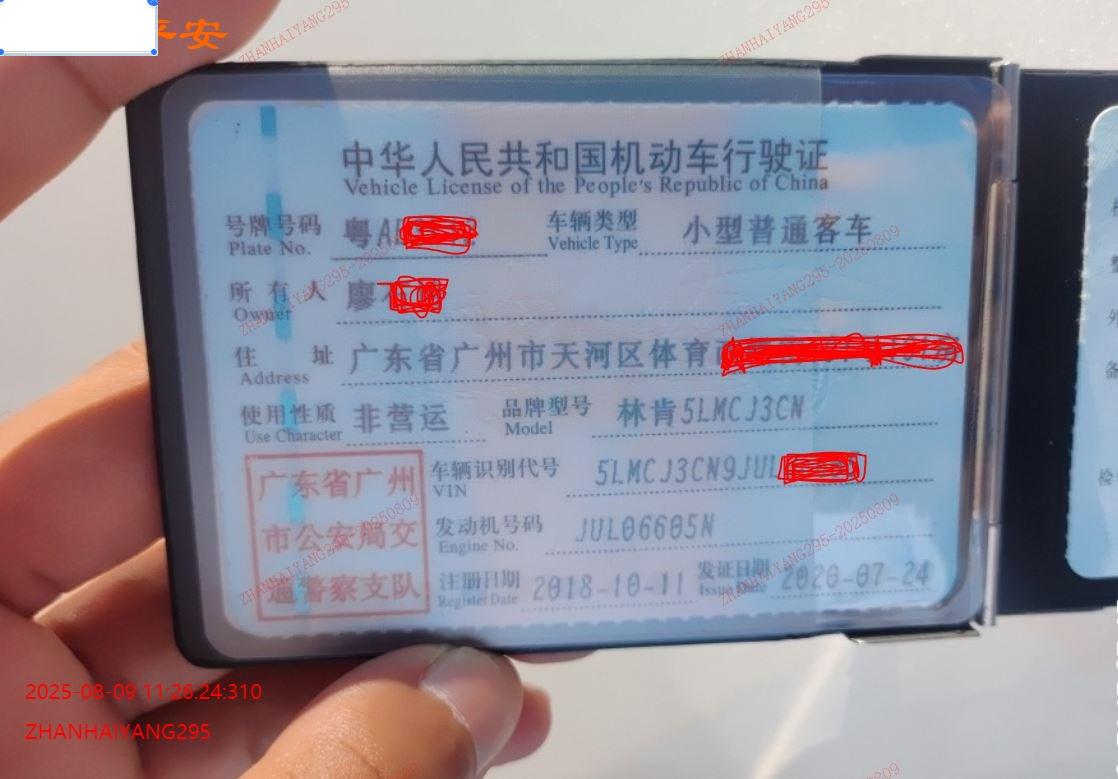 平安
中华人民共和国机动车行驶证
Vehicle License of the People's Republic of China
号牌号码 粤A 车辆类型 小型普通客车
Plate No. Vehicle Type
所有人 廖
Owner
住址 广东省广州市天河区体育
Address
使用性质 非营运 品牌型号 林肯5LMCJ3CN
Use Character Model
广东省广州 车辆识别代号 5LMCJ3CN9JUL
VIN
市公安局交 发动机号码 JUL06605N
Engine No.
通警察支队 注册日期 2018-10-11 发证日期 2020-07-24
Register Date Issue Date
2025-08-09 11:26:24:310
ZHANHAIYANG295
ZHANHAIYANG295-20250809